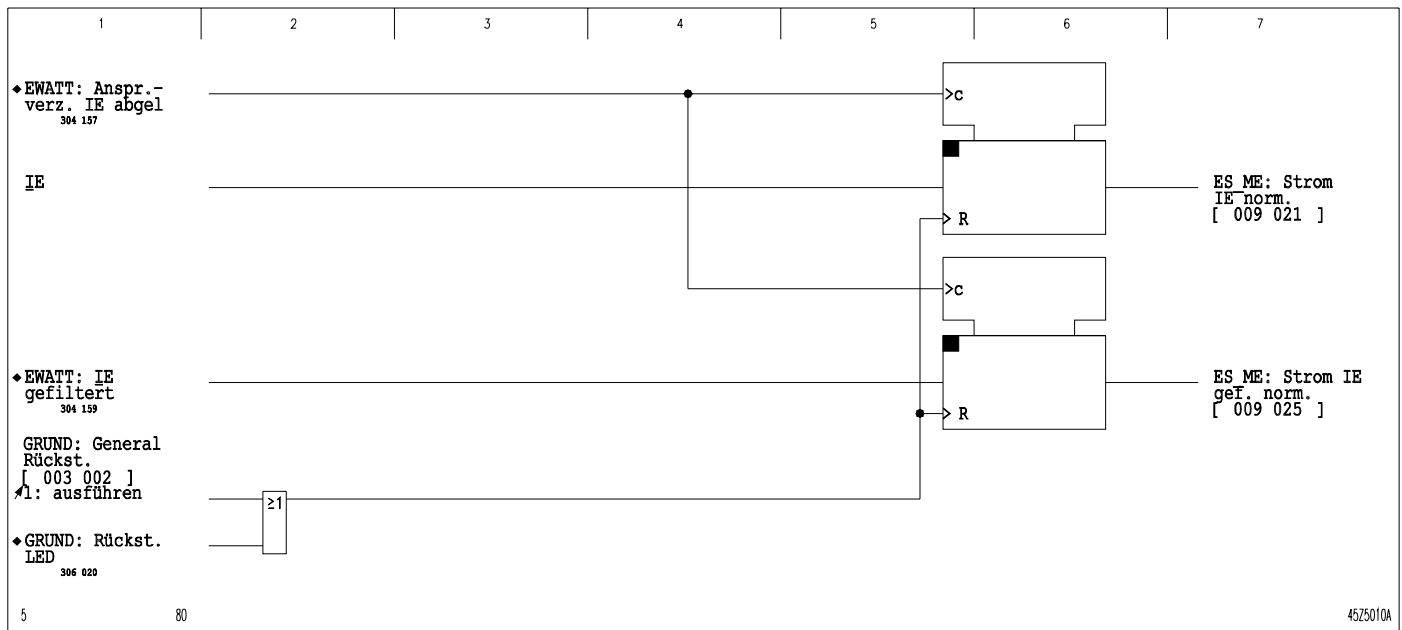 1 2 3 4 5 6 7
EWATT: Anspr.-
verz. IE abgel
304 157
>c
IE
ES_ME: Strom
IE norm.
[ 009 021 ]
R
>c
EWATT: IE
gefiltert
304 159
ES_ME: Strom IE
gef. norm.
[ 009 025 ]
R
GRUND: General
Rückst.
[ 003 002 ]
1: ausführen
≥1
GRUND: Rückst.
LED
306 020
5 80 45Z5010A